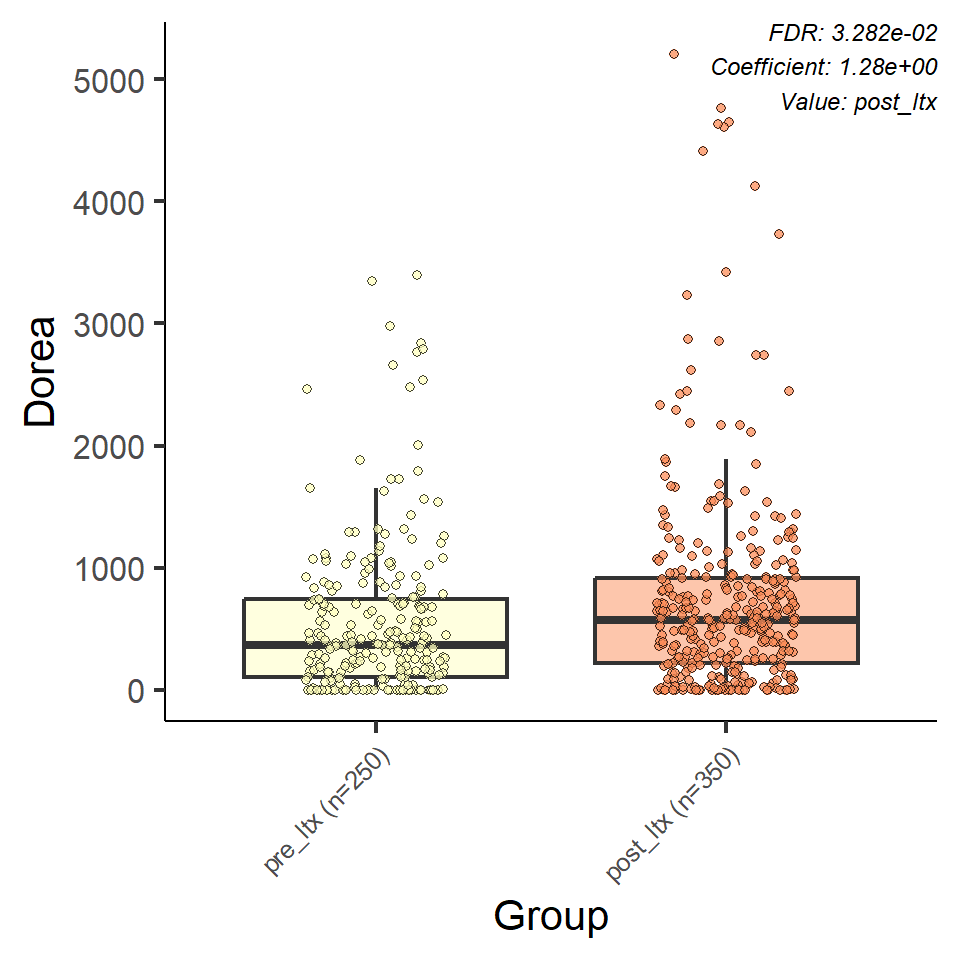 FDR: 3.282e-02
Coefficient: 1.28e+00
Value: post_ltx
5000
4000
3000
2000
1000
0
Dorea
pre_ltx (n=250)
post_ltx (n=350)
Group